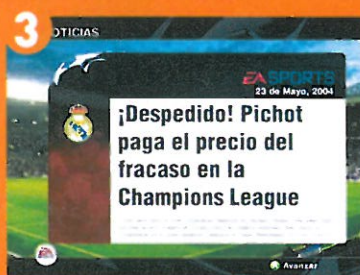 3
OTICIAS
EA SPORTS
23 de Mayo, 2004
¡Despedido! Pichot
paga el precio del
fracaso en la
Champions League
Avanzar